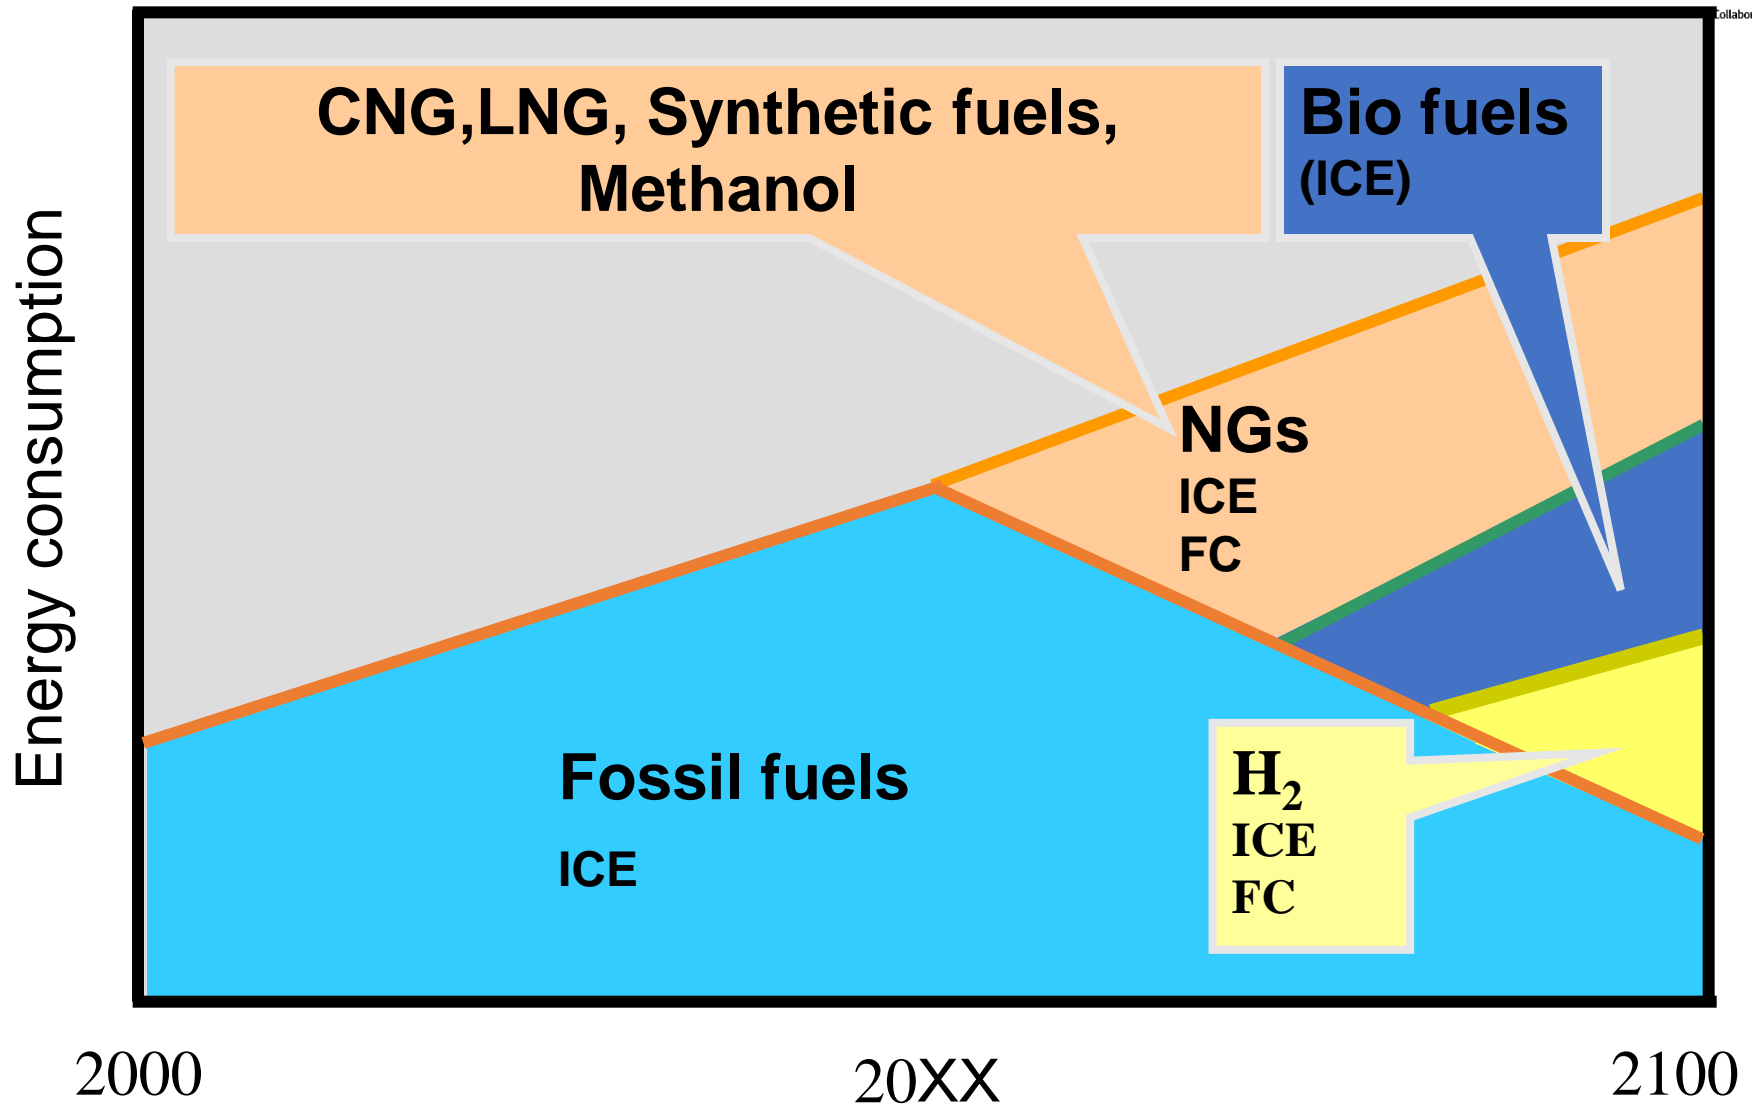 CNG,LNG, Synthetic fuels,
Methanol
Bio fuels
(ICE)
Energy consumption
NGs
ICE
FC
Fossil fuels
ICE
H₂
ICE
FC
2000
20XX
2100